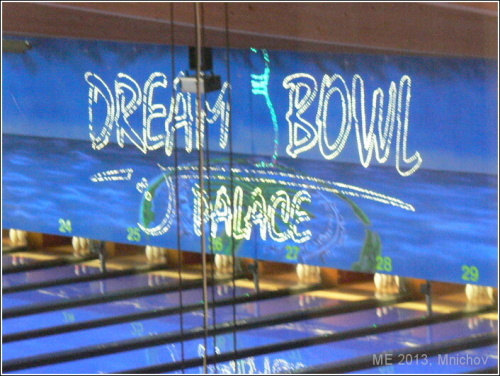 DREAM BOWL
PALACE
24 25 26 27 28 29
ME 2013, Mnichov